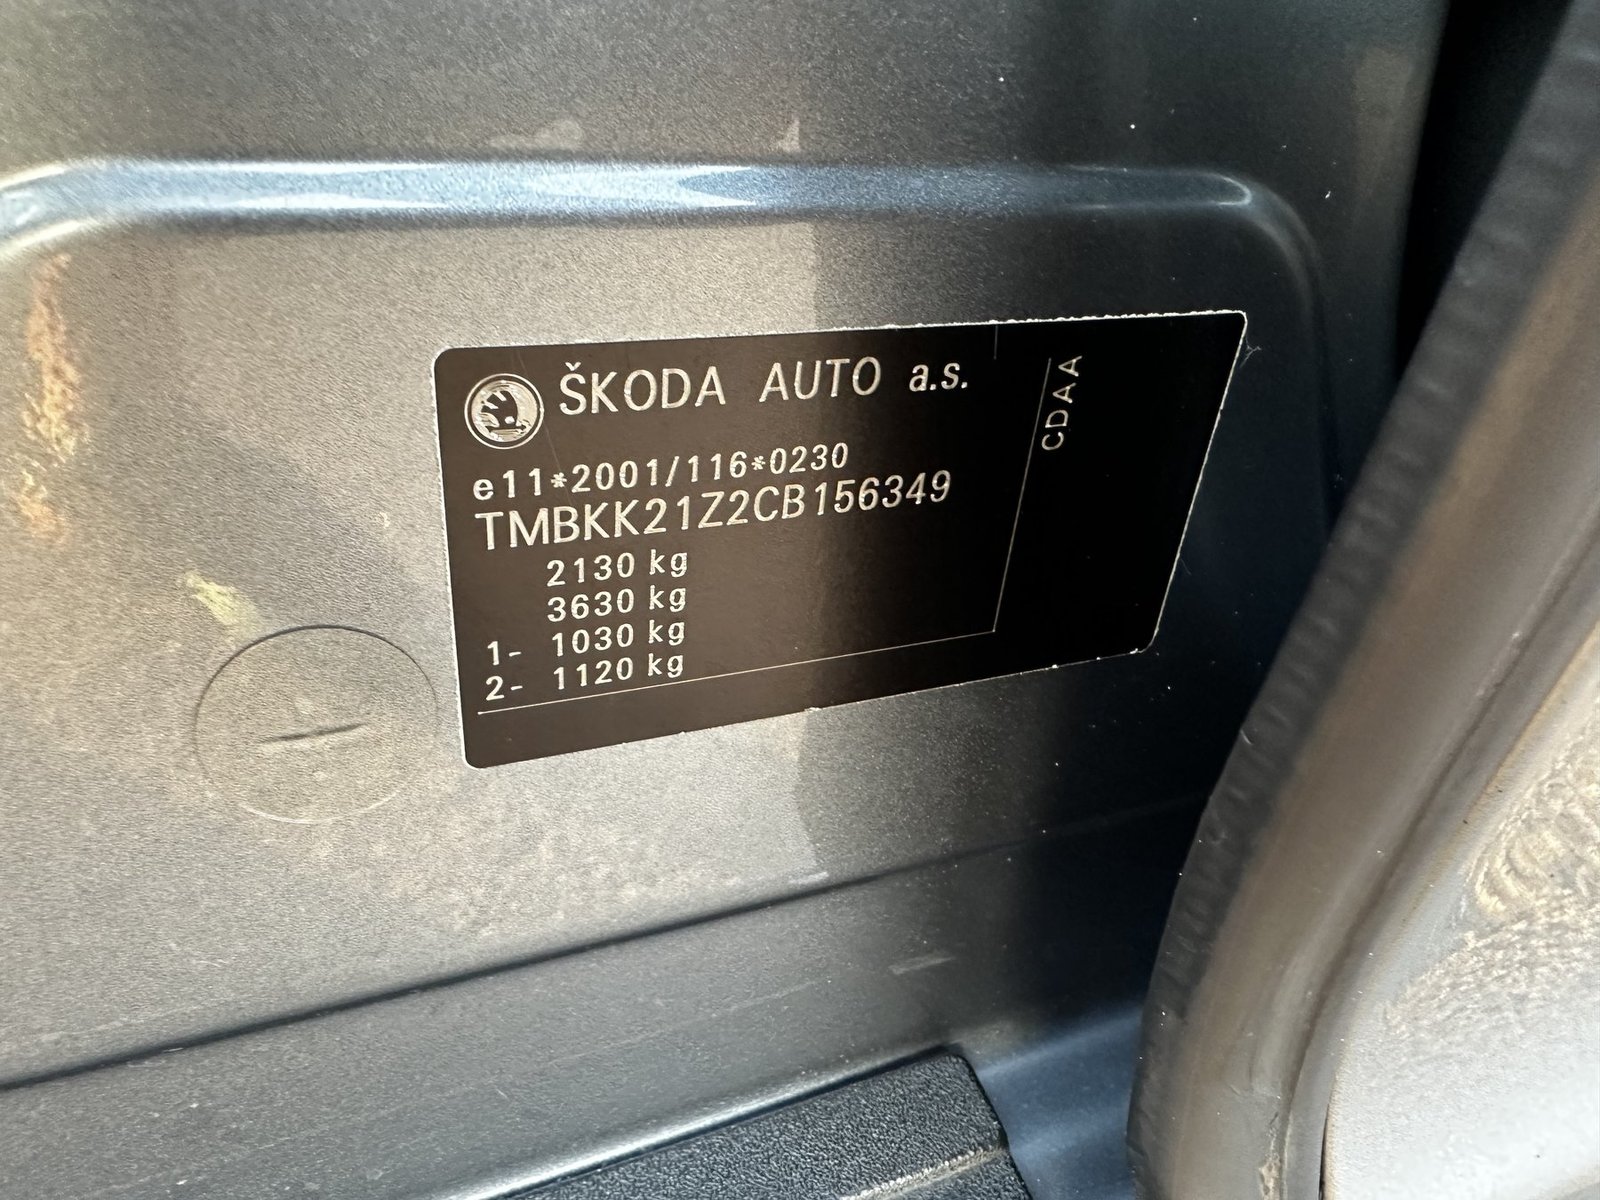 ŠKODA AUTO a.s.
e11*2001/116*0230
TMBKK21Z2CB156349
2130 kg
3630 kg
1- 1030 kg
2- 1120 kg
CDAA